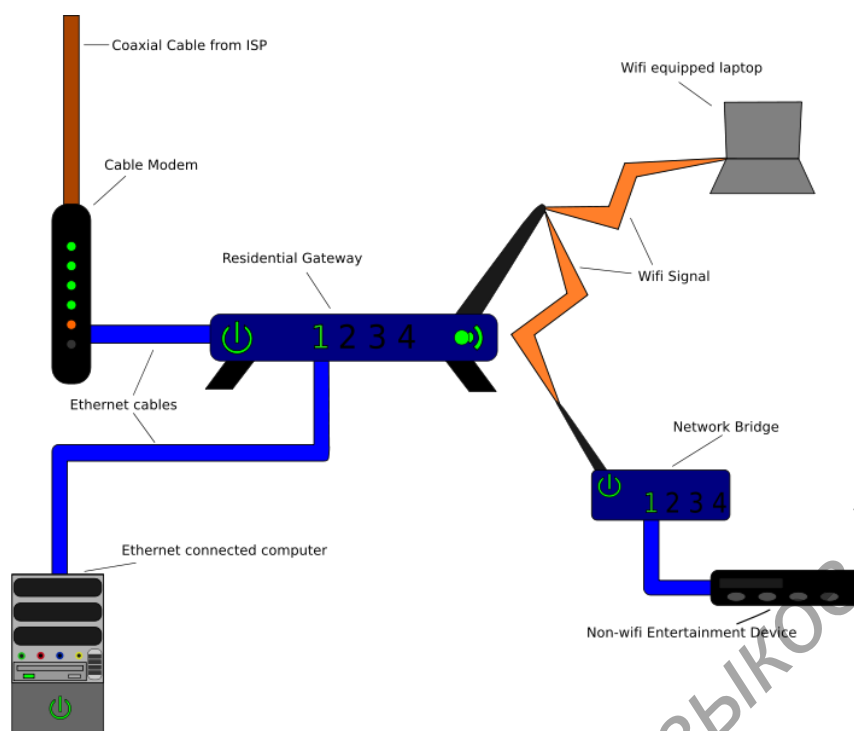 Coaxial Cable from ISP
Wifi equipped laptop
Cable Modem
Residential Gateway
Wifi Signal
1 2 3 4
Ethernet cables
Network Bridge
1 2 3 4
Ethernet connected computer
Non-wifi Entertainment Device